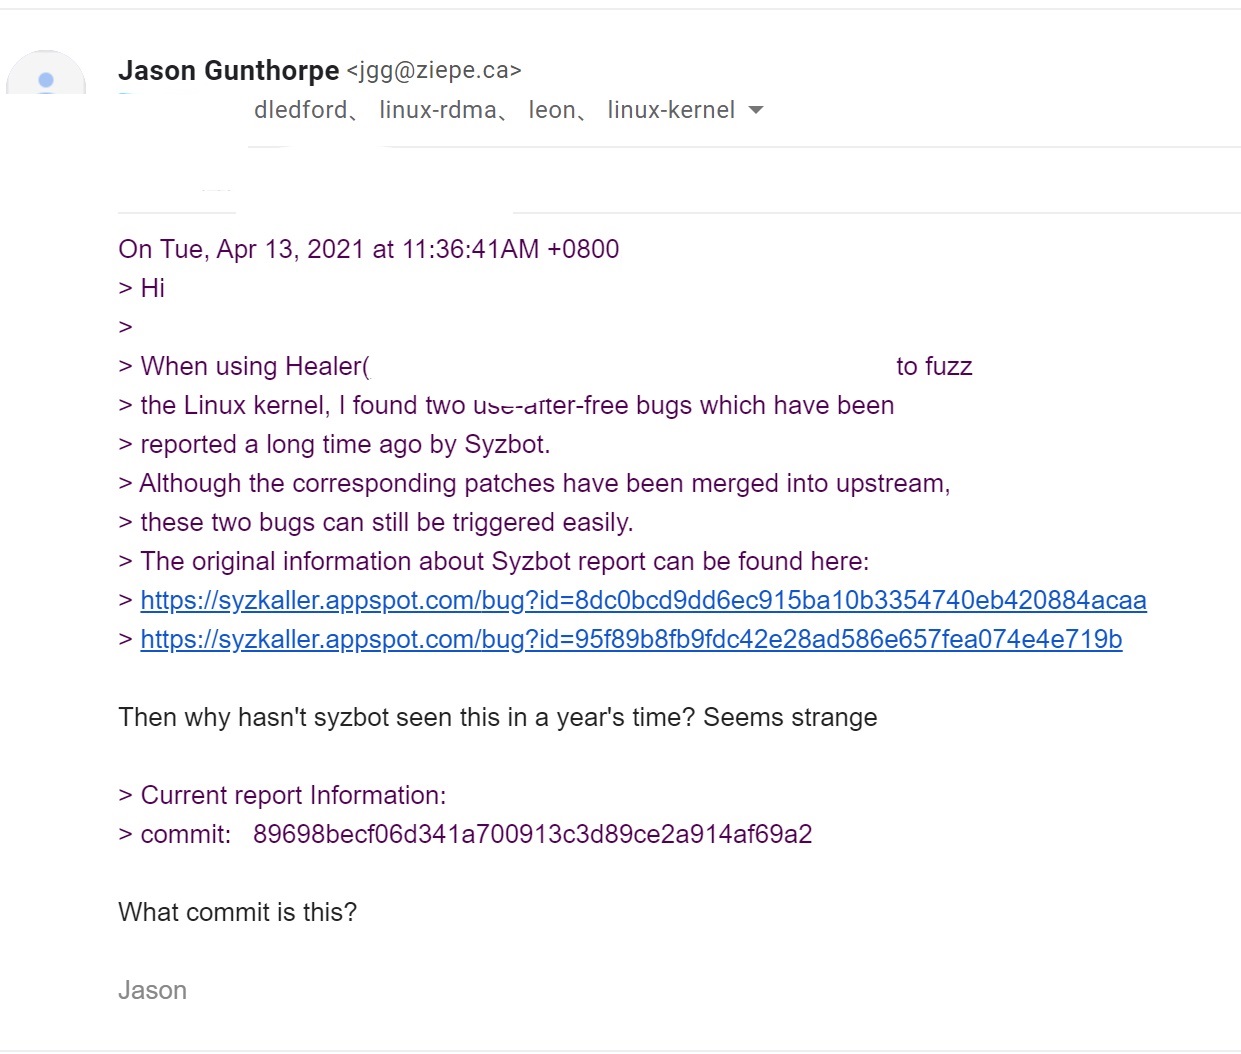 Jason Gunthorpe <jgg@ziepe.ca>
dledford、 linux-rdma、 leon、 linux-kernel
On Tue, Apr 13, 2021 at 11:36:41AM +0800
> Hi
>
> When using Healer( to fuzz
> the Linux kernel, I found two use-after-free bugs which have been
> reported a long time ago by Syzbot.
> Although the corresponding patches have been merged into upstream,
> these two bugs can still be triggered easily.
> The original information about Syzbot report can be found here:
> https://syzkaller.appspot.com/bug?id=8dc0bcd9dd6ec915ba10b3354740eb420884acaa
> https://syzkaller.appspot.com/bug?id=95f89b8fb9fdc42e28ad586e657fea074e4e719b
Then why hasn't syzbot seen this in a year's time? Seems strange
> Current report Information:
> commit: 89698becf06d341a700913c3d89ce2a914af69a2
What commit is this?
Jason